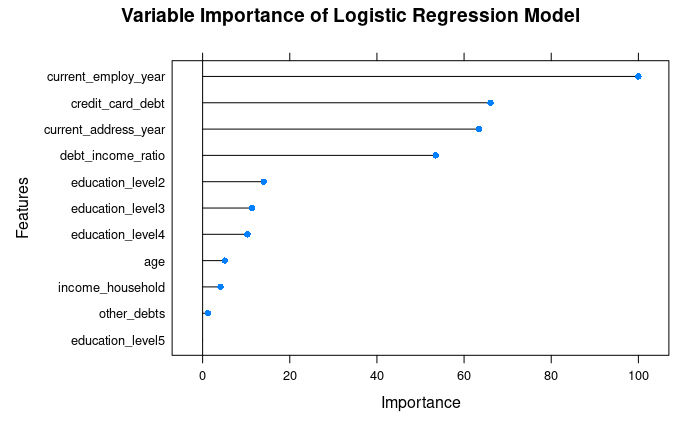 Variable Importance of Logistic Regression Model
current_employ_year
credit_card_debt
current_address_year
debt_income_ratio
education_level2
education_level3
education_level4
age
income_household
other_debts
education_level5
Features
0 20 40 60 80 100
Importance